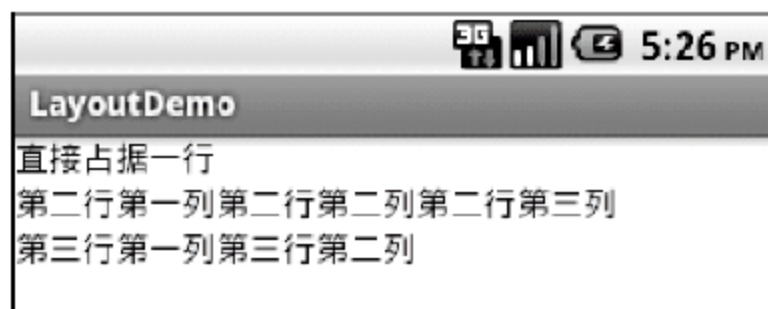 3G 5:26 PM
LayoutDemo
直接占据一行
第二行第一列第二行第二列第二行第三列
第三行第一列第三行第二列